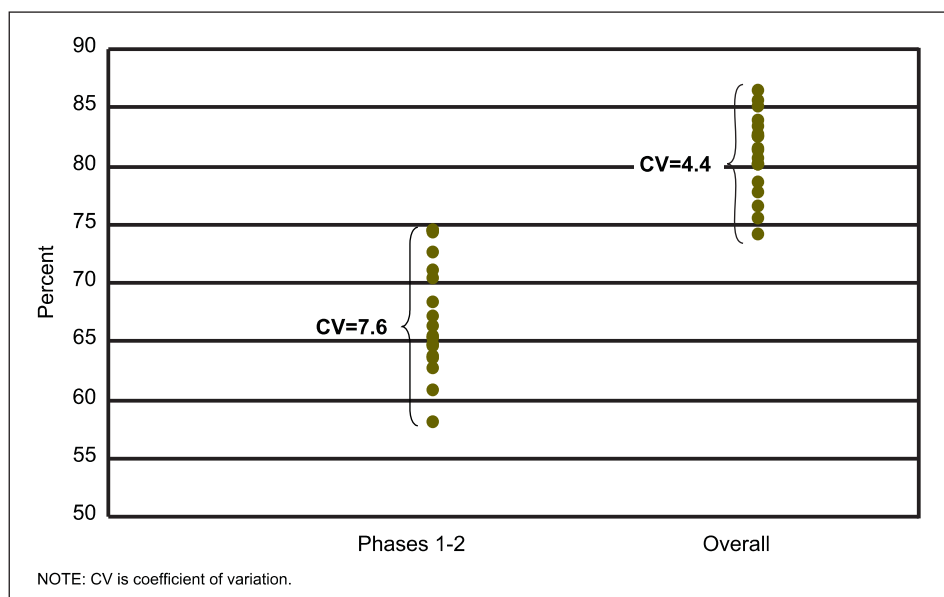 90
85
80
75
70
65
60
55
50
Percent
CV=4.4
CV=7.6
Phases 1-2
Overall
NOTE: CV is coefficient of variation.